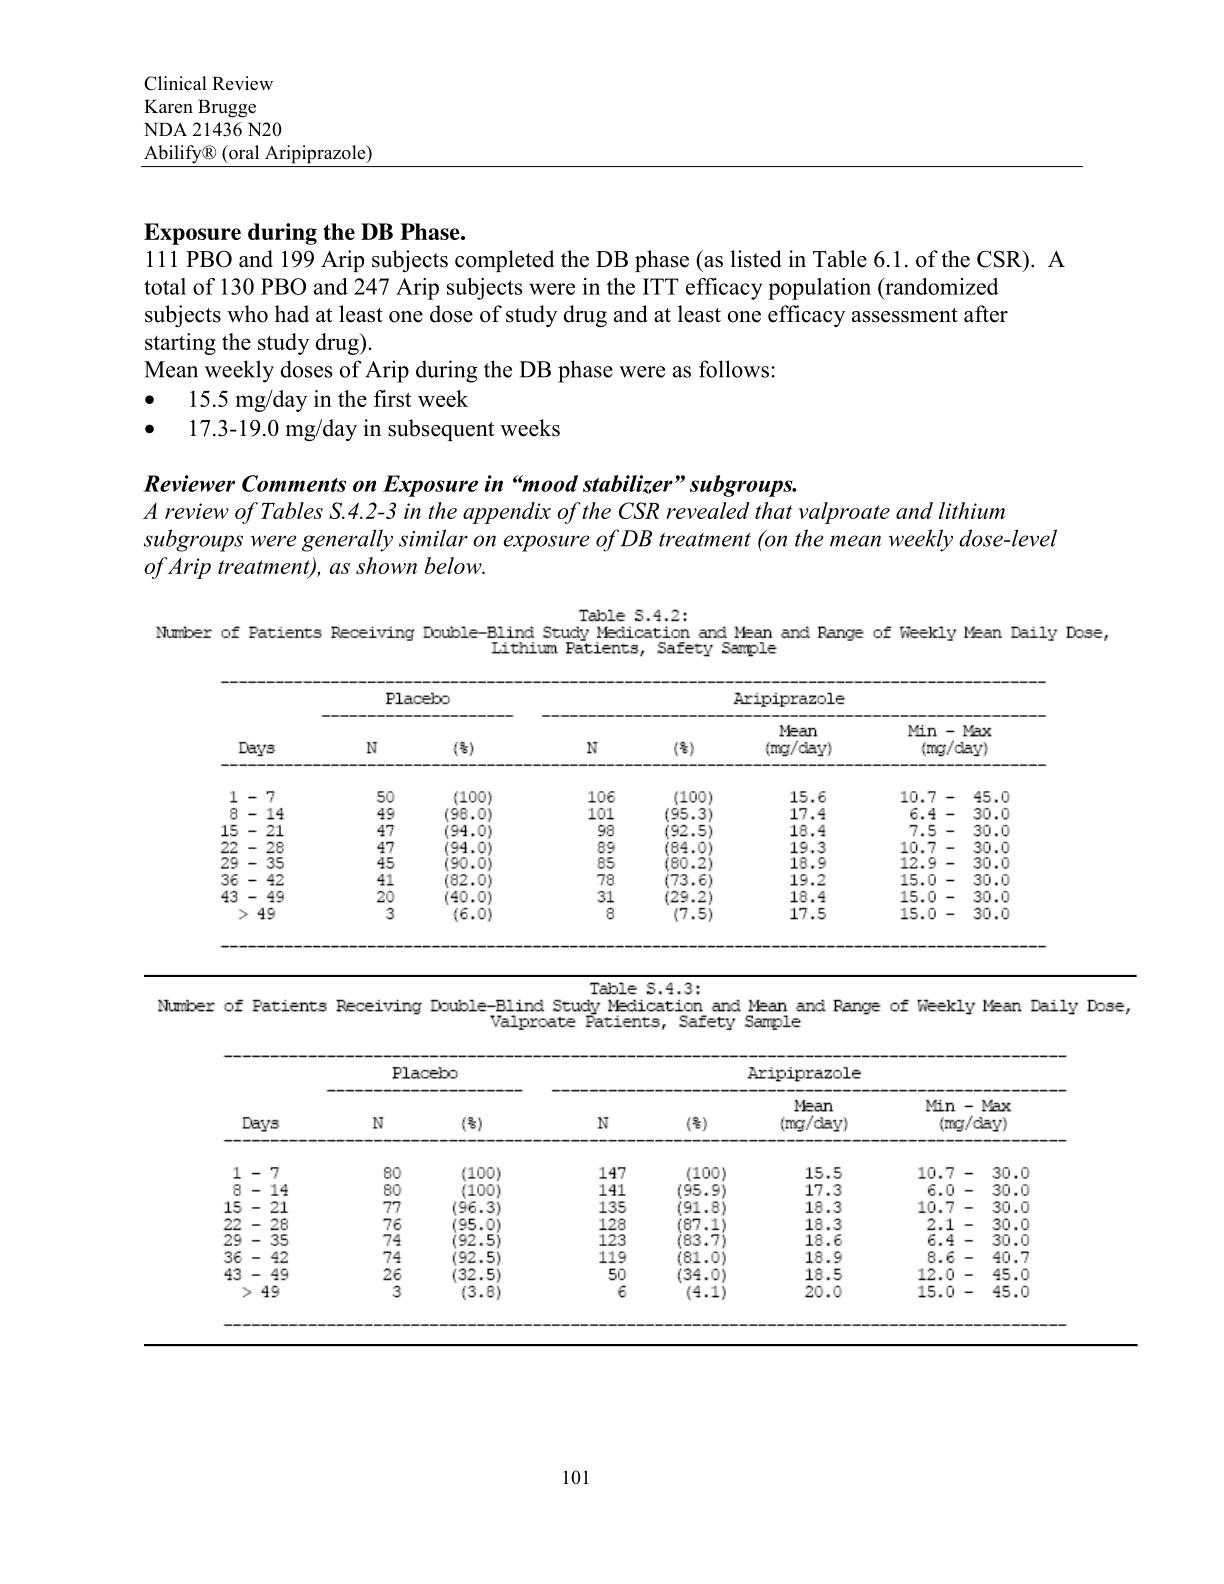 Clinical Review
Karen Brugge
NDA 21436 N20
Abilify® (oral Aripiprazole)
Exposure during the DB Phase.
111 PBO and 199 Arip subjects completed the DB phase (as listed in Table 6.1. of the CSR).  A
total of 130 PBO and 247 Arip subjects were in the ITT efficacy population (randomized
subjects who had at least one dose of study drug and at least one efficacy assessment after
starting the study drug).
Mean weekly doses of Arip during the DB phase were as follows:
• 15.5 mg/day in the first week
• 17.3-19.0 mg/day in subsequent weeks
Reviewer Comments on Exposure in “mood stabilizer” subgroups.
A review of Tables S.4.2-3 in the appendix of the CSR revealed that valproate and lithium
subgroups were generally similar on exposure of DB treatment (on the mean weekly dose-level
of Arip treatment), as shown below.
Table S.4.2:
Number of Patients Receiving Double-Blind Study Medication and Mean and Range of Weekly Mean Daily Dose,
Lithium Patients, Safety Sample
Placebo Aripiprazole
Mean Min - Max
Days N (%) N (%) (mg/day) (mg/day)
1 - 7 50 (100) 106 (100) 15.6 10.7 - 45.0
8 - 14 49 (98.0) 101 (95.3) 17.4 6.4 - 30.0
15 - 21 47 (94.0) 98 (92.5) 18.4 7.5 - 30.0
22 - 28 47 (94.0) 89 (84.0) 19.3 10.7 - 30.0
29 - 35 45 (90.0) 85 (80.2) 18.9 12.9 - 30.0
36 - 42 41 (82.0) 78 (73.6) 19.2 15.0 - 30.0
43 - 49 20 (40.0) 31 (29.2) 18.4 15.0 - 30.0
> 49 3 (6.0) 8 (7.5) 17.5 15.0 - 30.0
Table S.4.3:
Number of Patients Receiving Double-Blind Study Medication and Mean and Range of Weekly Mean Daily Dose,
Valproate Patients, Safety Sample
Placebo Aripiprazole
Mean Min - Max
Days N (%) N (%) (mg/day) (mg/day)
1 - 7 80 (100) 147 (100) 15.5 10.7 - 30.0
8 - 14 80 (100) 141 (95.9) 17.3 6.0 - 30.0
15 - 21 77 (96.3) 135 (91.8) 18.3 10.7 - 30.0
22 - 28 76 (95.0) 128 (87.1) 18.3 2.1 - 30.0
29 - 35 74 (92.5) 123 (83.7) 18.6 6.4 - 30.0
36 - 42 74 (92.5) 119 (81.0) 18.9 8.6 - 40.7
43 - 49 26 (32.5) 50 (34.0) 18.5 12.0 - 45.0
> 49 3 (3.8) 6 (4.1) 20.0 15.0 - 45.0
101